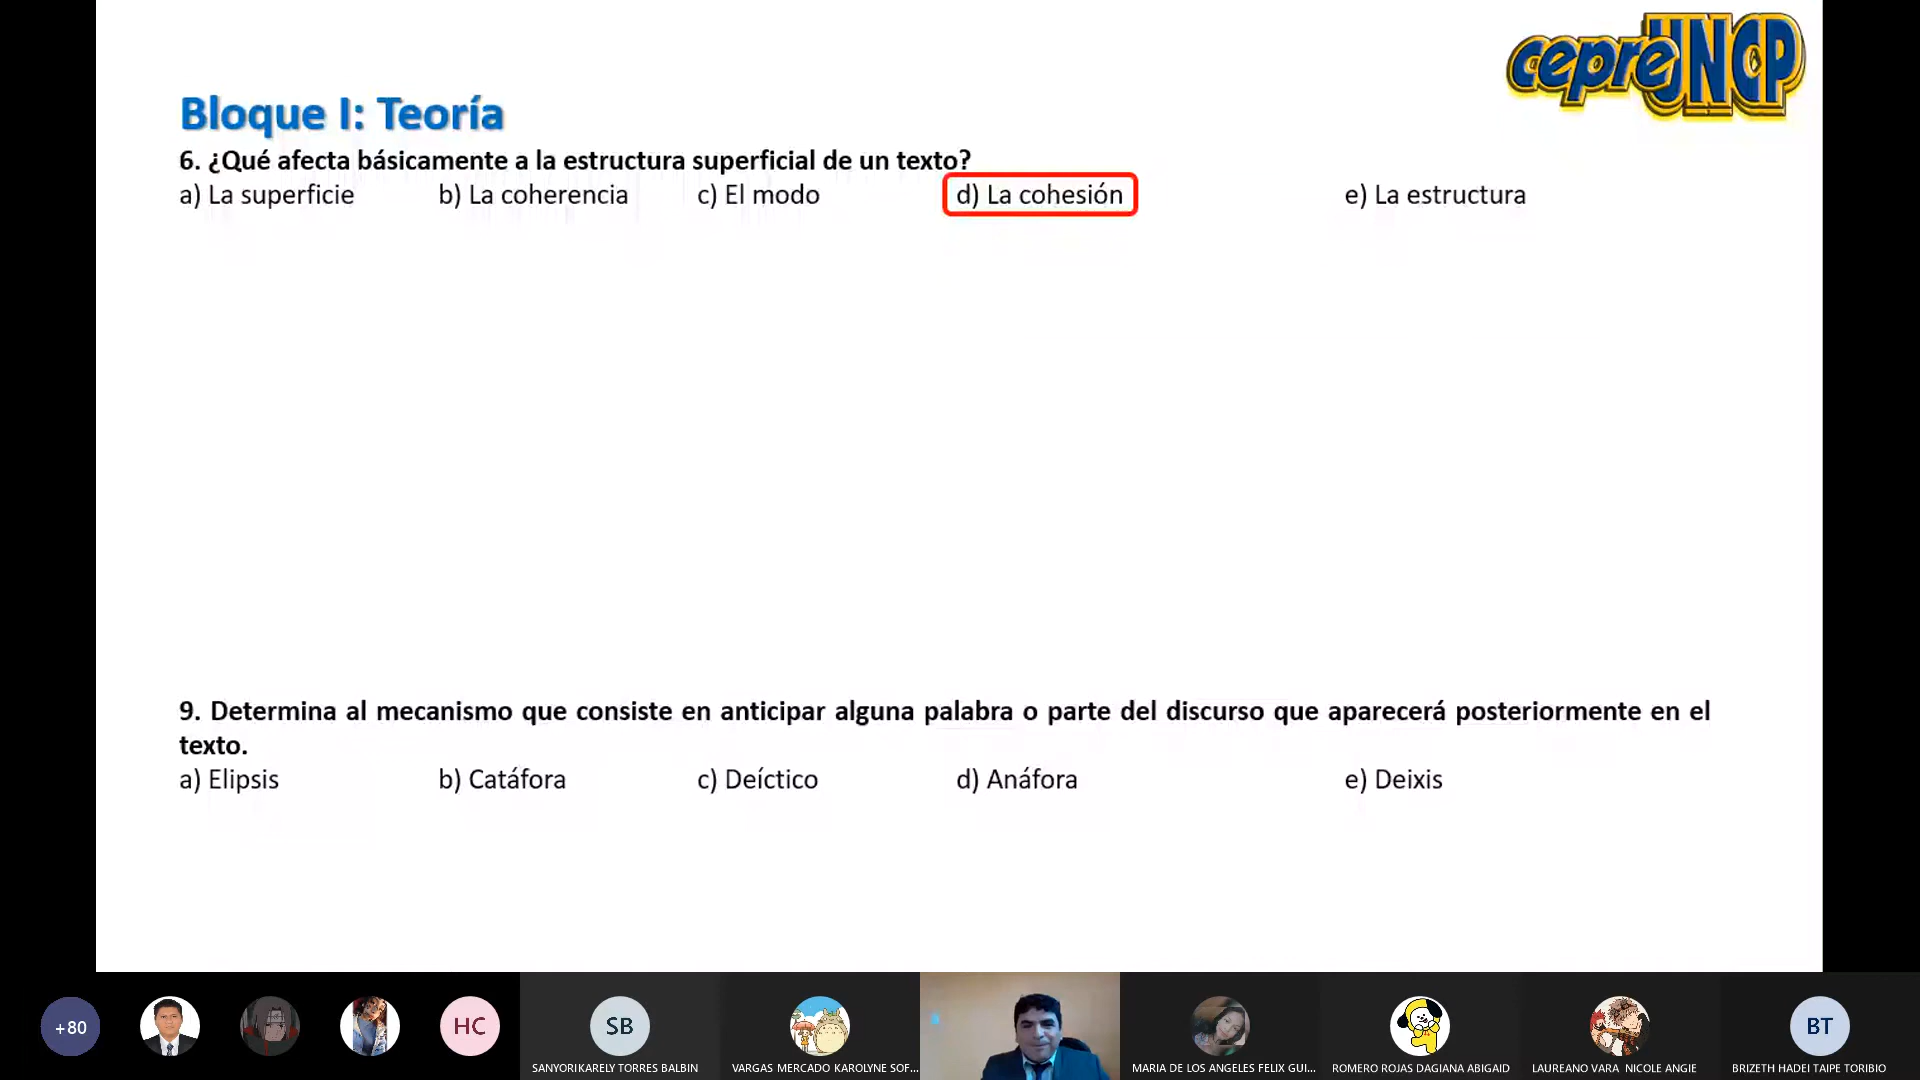 cepreUNCP
Bloque I: Teoría
6. ¿Qué afecta básicamente a la estructura superficial de un texto?
a) La superficie b) La coherencia c) El modo d) La cohesión e) La estructura
9. Determina al mecanismo que consiste en anticipar alguna palabra o parte del discurso que aparecerá posteriormente en el
texto.
a) Elipsis b) Catáfora c) Deíctico d) Anáfora e) Deixis
+80 HC SB BT
SANYORIKARELY TORRES BALBIN VARGAS MERCADO KAROLYNE SOF... MARIA DE LOS ANGELES FELIX GUI... ROMERO ROJAS DAGIANA ABIGAID LAUREANO VARA NICOLE ANGIE BRIZETH HADEI TAIPE TORIBIO